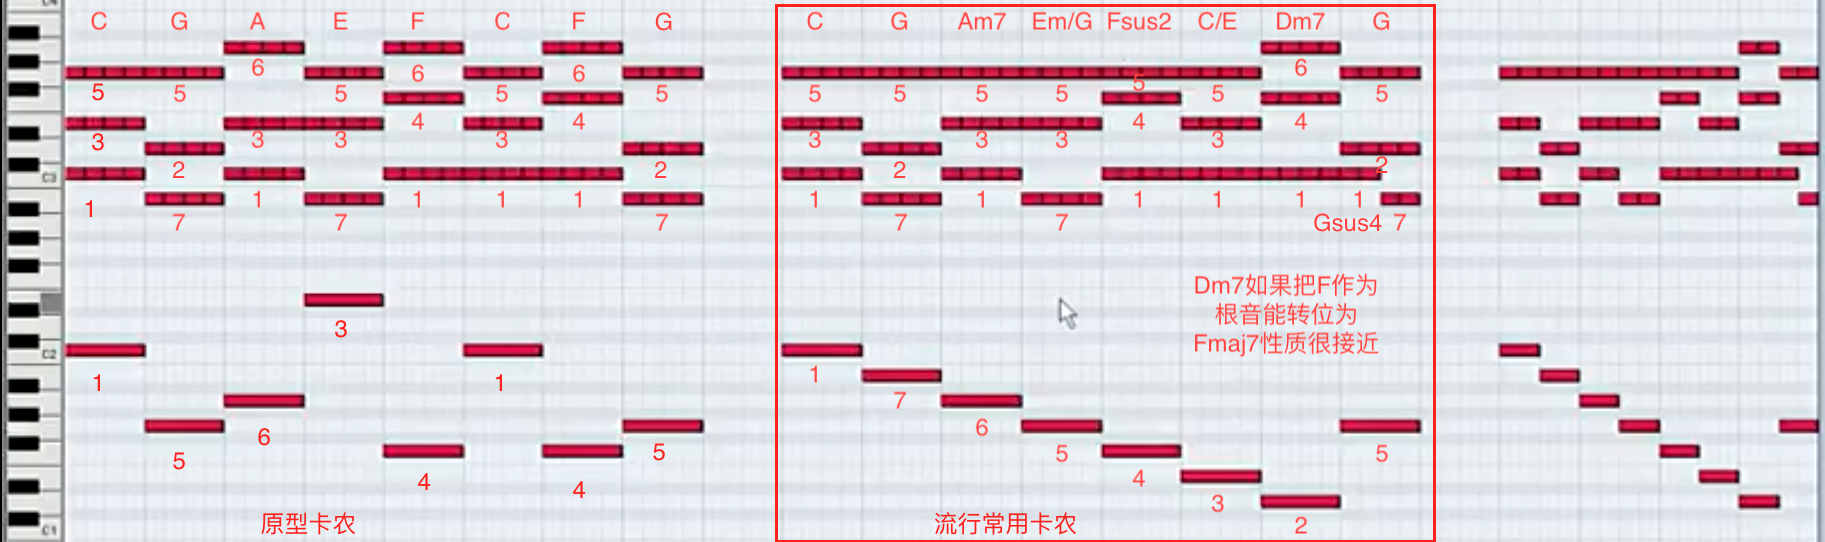 C G A E F C F G
6 6 6
5 5 5 5 5
4 4
3 3 3 3
2 2
1 1 1 1 1
7 7 7
3
1 1
6
5 5
4 4
原型卡农
C G Am7 Em/G Fsus2 C/E Dm7 G
6
5 5 5 5 5 5 5
4 4
3 3 3 3
2 2
1 1 1 1 1 1
7 7 Gsus4 7
Dm7如果把F作为
根音能转位为
Fmaj7性质很接近
1
7
6
5 5
4
3
2
流行常用卡农
C3
C2
C1